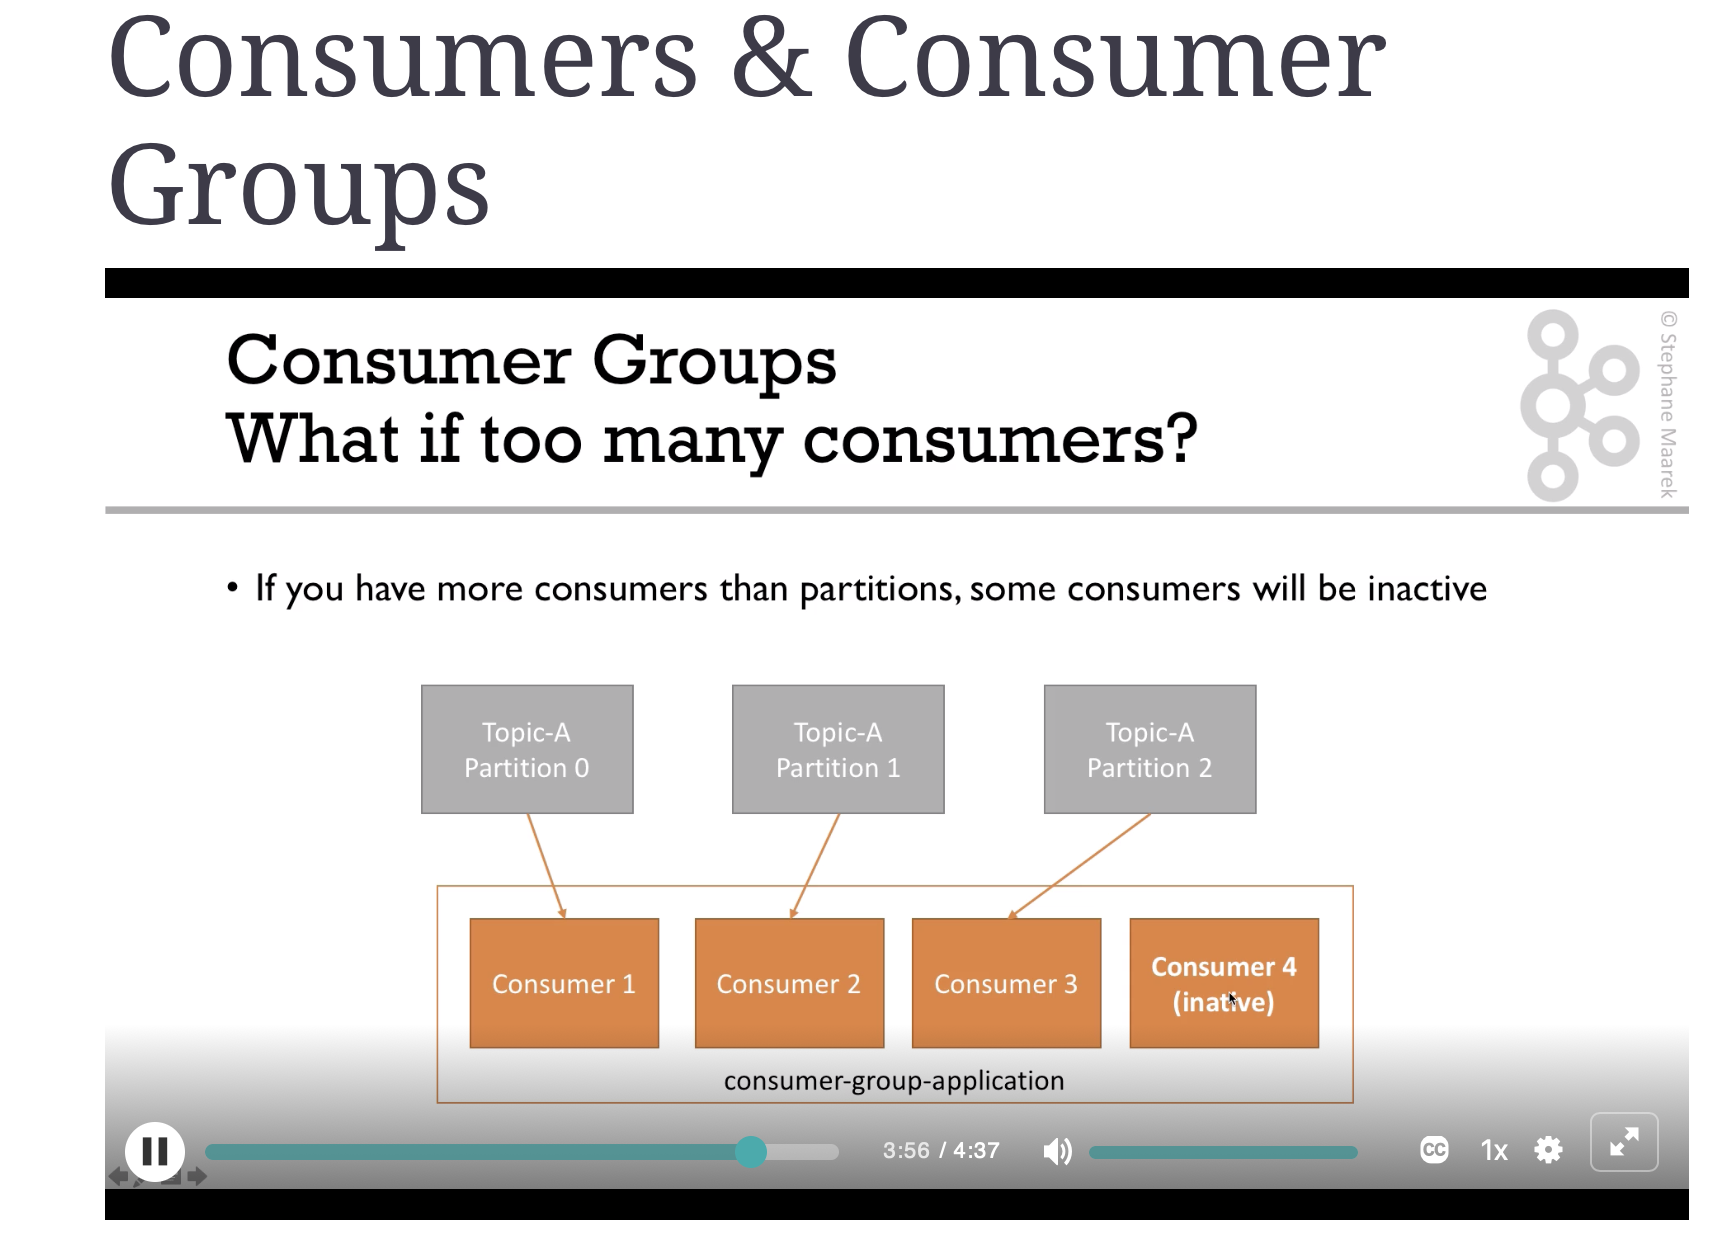 Consumers & Consumer
Groups
Consumer Groups
What if too many consumers?
© Stephane Maarek
• If you have more consumers than partitions, some consumers will be inactive
Topic-A
Partition 0
Topic-A
Partition 1
Topic-A
Partition 2
Consumer 1
Consumer 2
Consumer 3
Consumer 4
(inative)
consumer-group-application
3:56 / 4:37
CC
1x